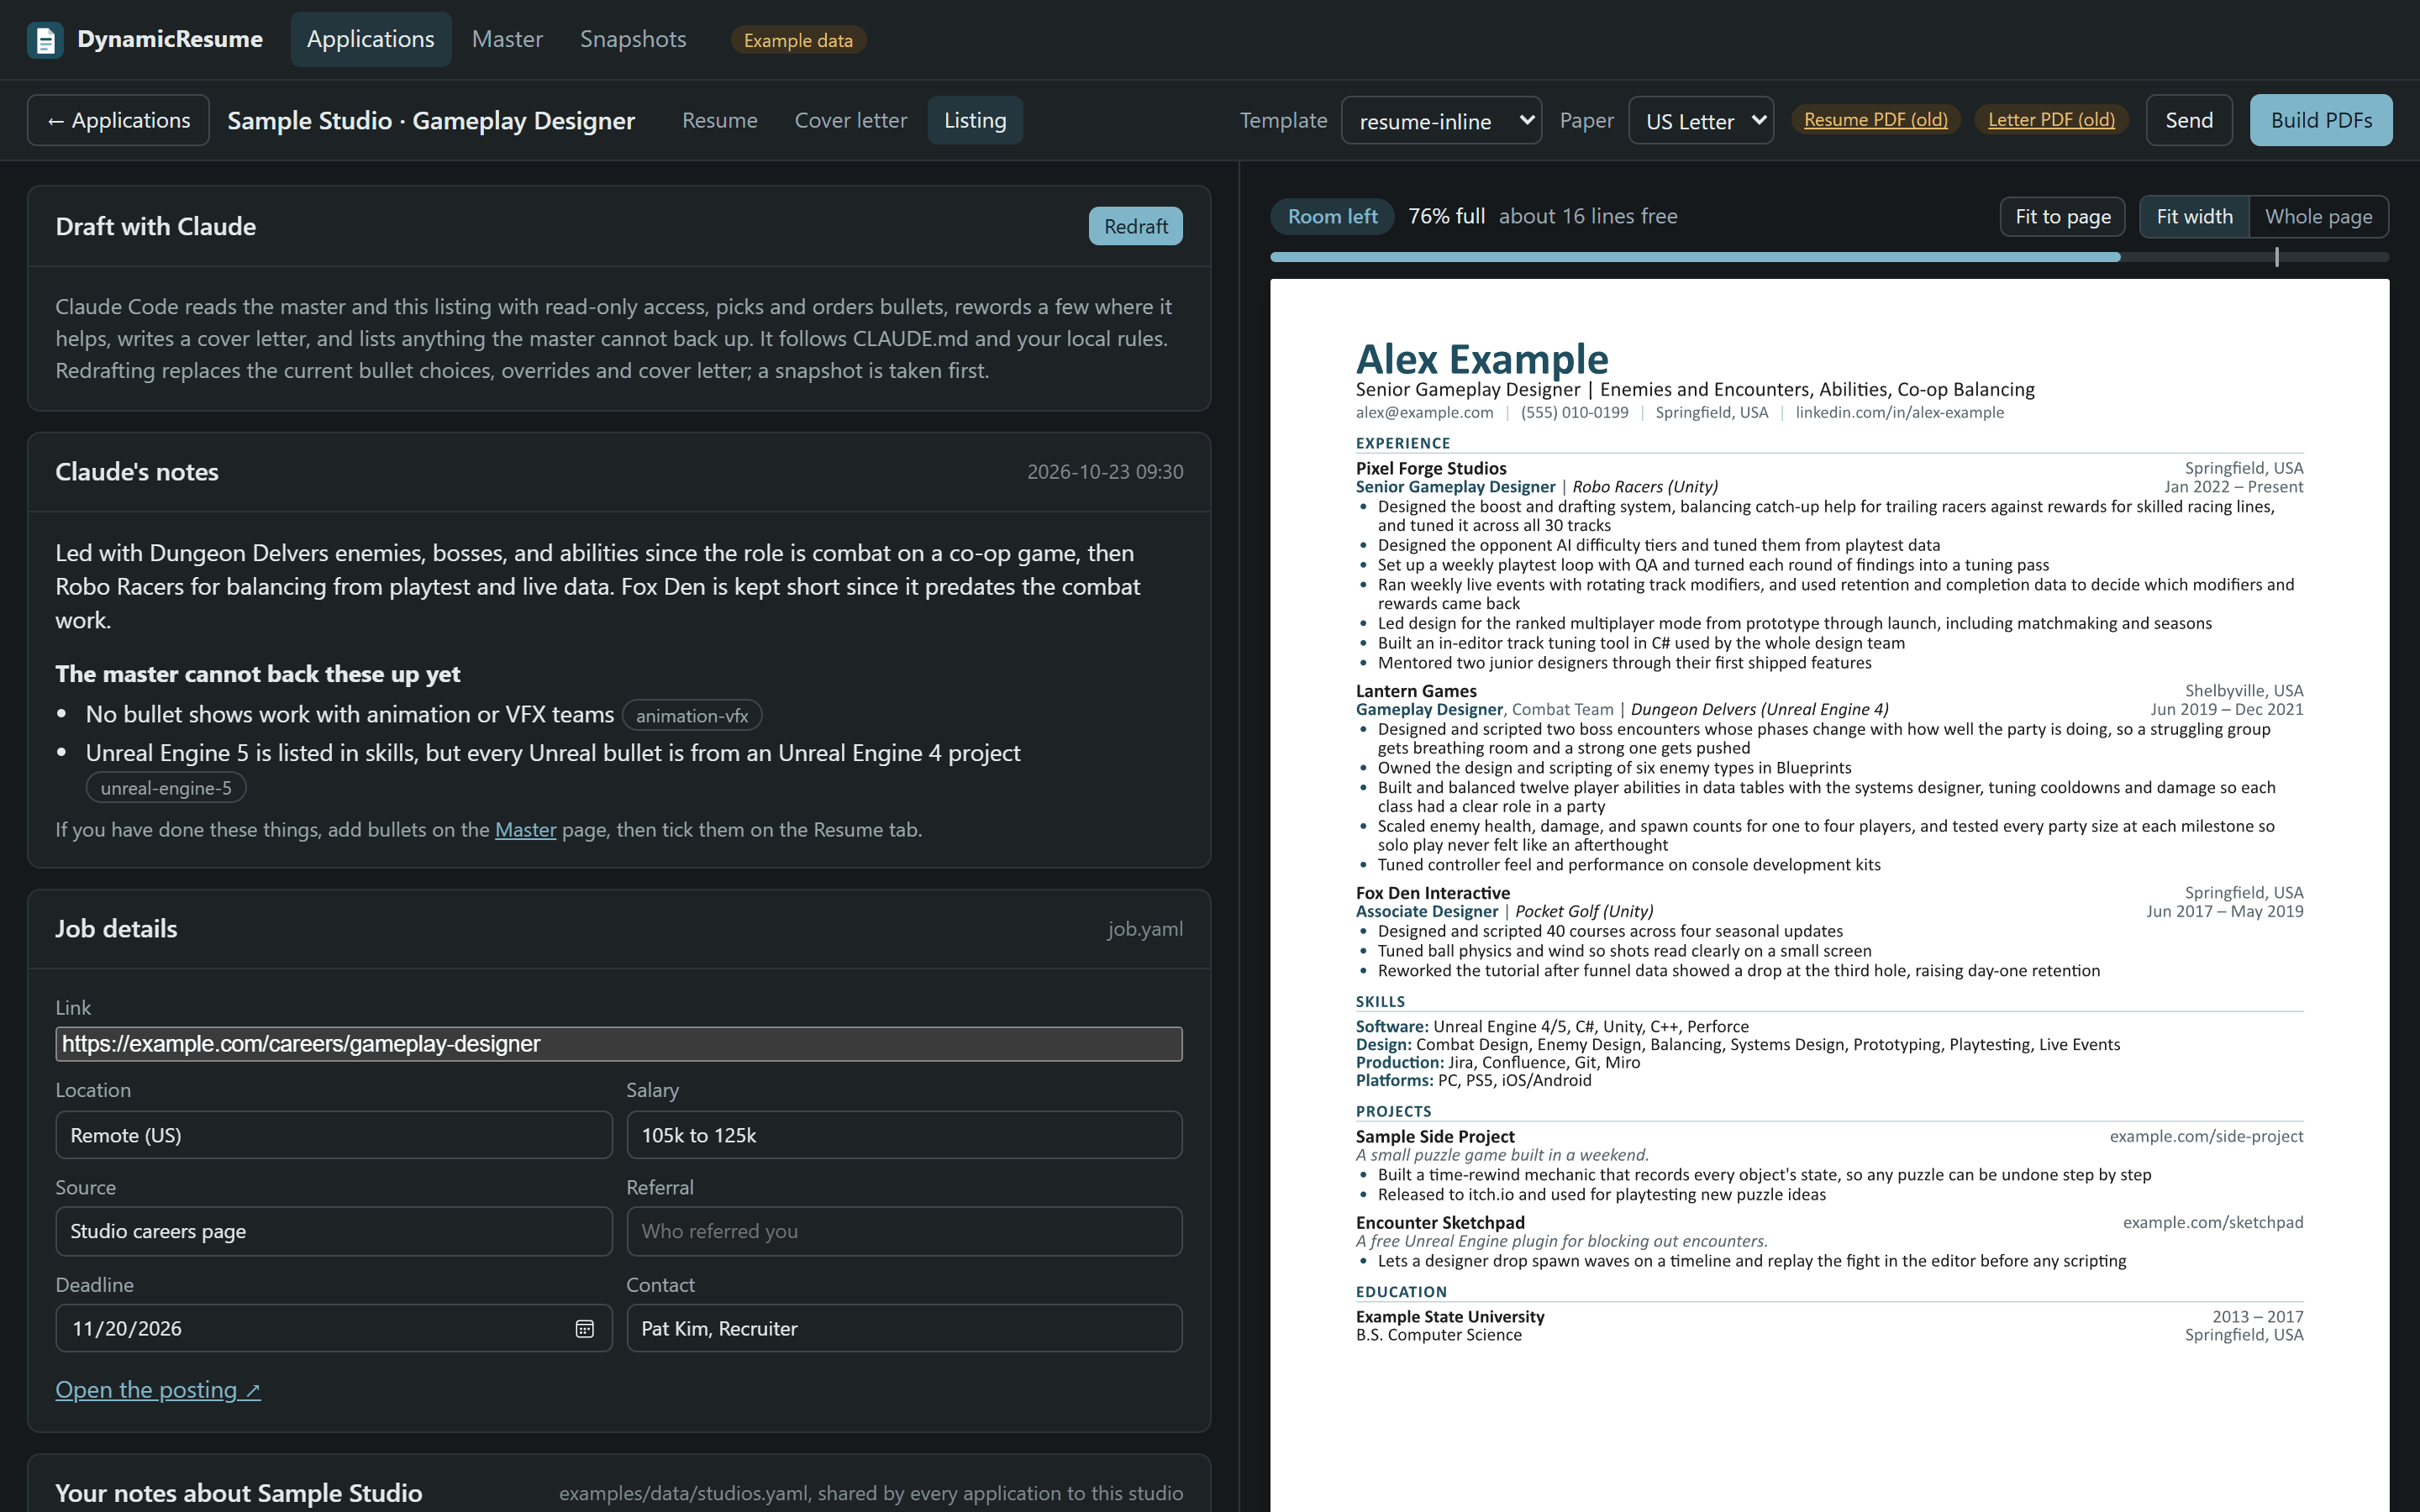 DynamicResume
Applications
Master
Snapshots
Example data
← Applications
Sample Studio · Gameplay Designer
Resume
Cover letter
Listing
Template
resume-inline
Paper
US Letter
Resume PDF (old)
Letter PDF (old)
Send
Build PDFs
Draft with Claude
Redraft
Claude Code reads the master and this listing with read-only access, picks and orders bullets, rewords a few where it
helps, writes a cover letter, and lists anything the master cannot back up. It follows CLAUDE.md and your local rules.
Redrafting replaces the current bullet choices, overrides and cover letter; a snapshot is taken first.
Claude's notes
2026-10-23 09:30
Led with Dungeon Delvers enemies, bosses, and abilities since the role is combat on a co-op game, then
Robo Racers for balancing from playtest and live data. Fox Den is kept short since it predates the combat
work.
The master cannot back these up yet
• No bullet shows work with animation or VFX teams animation-vfx
• Unreal Engine 5 is listed in skills, but every Unreal bullet is from an Unreal Engine 4 project
unreal-engine-5
If you have done these things, add bullets on the Master page, then tick them on the Resume tab.
Job details
job.yaml
Link
https://example.com/careers/gameplay-designer
Location
Salary
Remote (US)
105k to 125k
Source
Referral
Studio careers page
Who referred you
Deadline
Contact
11/20/2026
Pat Kim, Recruiter
Open the posting ↗
Your notes about Sample Studio
examples/data/studios.yaml, shared by every application to this studio
Room left
76% full
about 16 lines free
Fit to page
Fit width
Whole page
Alex Example
Senior Gameplay Designer | Enemies and Encounters, Abilities, Co-op Balancing
alex@example.com | (555) 010-0199 | Springfield, USA | linkedin.com/in/alex-example
EXPERIENCE
Pixel Forge Studios
Springfield, USA
Senior Gameplay Designer | Robo Racers (Unity)
Jan 2022 – Present
• Designed the boost and drafting system, balancing catch-up help for trailing racers against rewards for skilled racing lines,
and tuned it across all 30 tracks
• Designed the opponent AI difficulty tiers and tuned them from playtest data
• Set up a weekly playtest loop with QA and turned each round of findings into a tuning pass
• Ran weekly live events with rotating track modifiers, and used retention and completion data to decide which modifiers and
rewards came back
• Led design for the ranked multiplayer mode from prototype through launch, including matchmaking and seasons
• Built an in-editor track tuning tool in C# used by the whole design team
• Mentored two junior designers through their first shipped features
Lantern Games
Shelbyville, USA
Gameplay Designer, Combat Team | Dungeon Delvers (Unreal Engine 4)
Jun 2019 – Dec 2021
• Designed and scripted two boss encounters whose phases change with how well the party is doing, so a struggling group
gets breathing room and a strong one gets pushed
• Owned the design and scripting of six enemy types in Blueprints
• Built and balanced twelve player abilities in data tables with the systems designer, tuning cooldowns and damage so each
class had a clear role in a party
• Scaled enemy health, damage, and spawn counts for one to four players, and tested every party size at each milestone so
solo play never felt like an afterthought
• Tuned controller feel and performance on console development kits
Fox Den Interactive
Springfield, USA
Associate Designer | Pocket Golf (Unity)
Jun 2017 – May 2019
• Designed and scripted 40 courses across four seasonal updates
• Tuned ball physics and wind so shots read clearly on a small screen
• Reworked the tutorial after funnel data showed a drop at the third hole, raising day-one retention
SKILLS
Software: Unreal Engine 4/5, C#, Unity, C++, Perforce
Design: Combat Design, Enemy Design, Balancing, Systems Design, Prototyping, Playtesting, Live Events
Production: Jira, Confluence, Git, Miro
Platforms: PC, PS5, iOS/Android
PROJECTS
Sample Side Project
example.com/side-project
A small puzzle game built in a weekend.
• Built a time-rewind mechanic that records every object's state, so any puzzle can be undone step by step
• Released to itch.io and used for playtesting new puzzle ideas
Encounter Sketchpad
example.com/sketchpad
A free Unreal Engine plugin for blocking out encounters.
• Lets a designer drop spawn waves on a timeline and replay the fight in the editor before any scripting
EDUCATION
Example State University
2013 – 2017
B.S. Computer Science
Springfield, USA